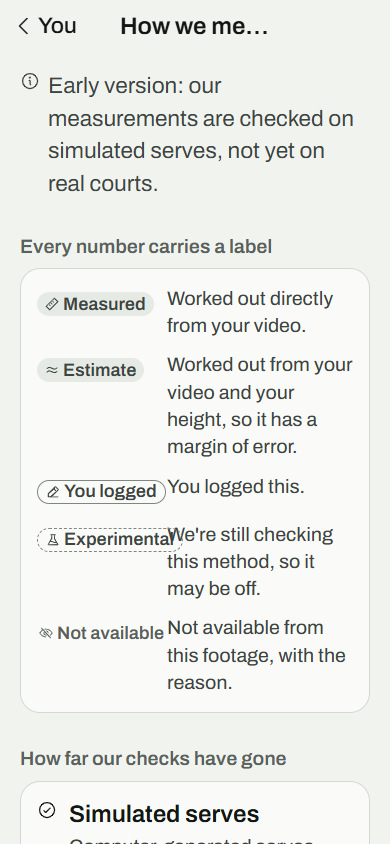 You How we me...
Early version: our
measurements are checked on
simulated serves, not yet on
real courts.
Every number carries a label
Measured Worked out directly
from your video.
Estimate Worked out from your
video and your
height, so it has a
margin of error.
You logged You logged this.
Experimental We're still checking
this method, so it
may be off.
Not available Not available from
this footage, with the
reason.
How far our checks have gone
Simulated serves
Computer-generated serves